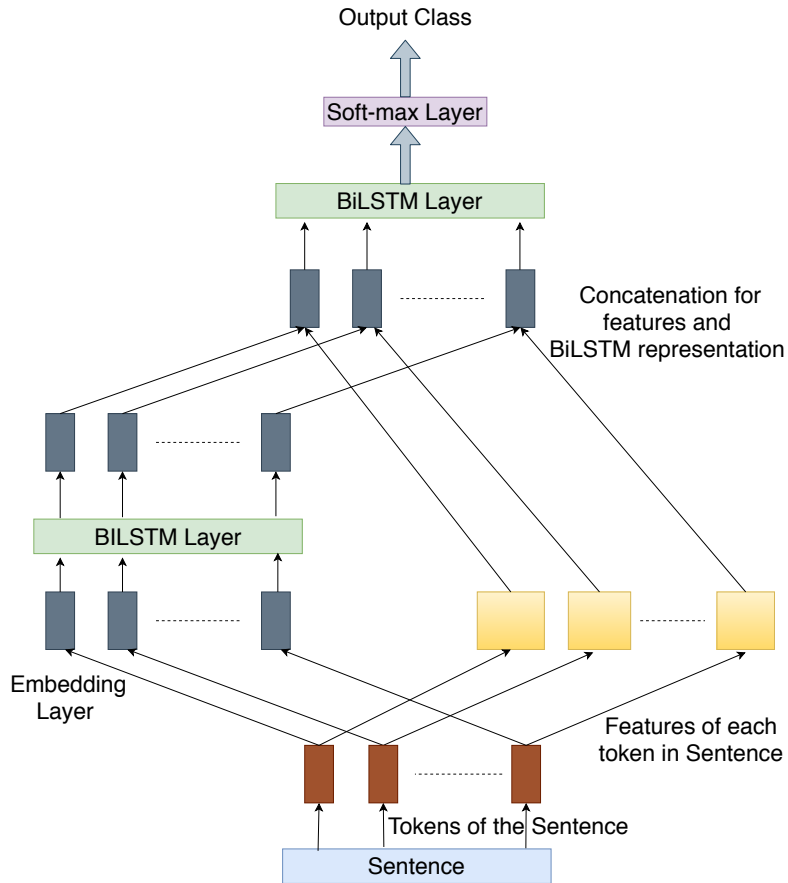 Output Class
Soft-max Layer
BiLSTM Layer
Concatenation for
features and
BiLSTM representation
BILSTM Layer
Embedding
Layer
Features of each
token in Sentence
Tokens of the Sentence
Sentence